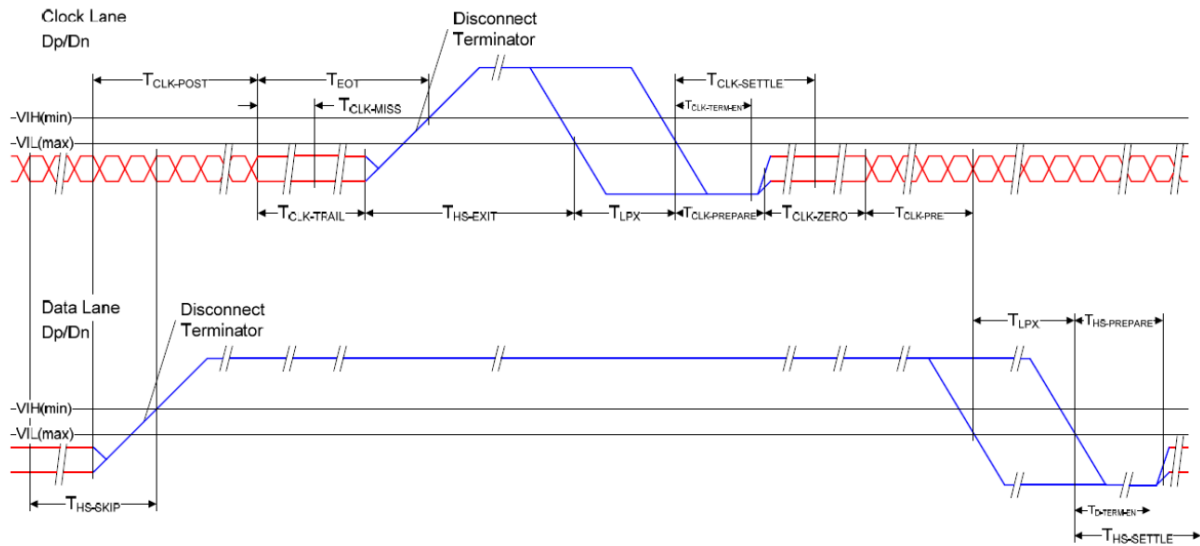 Clock Lane
Dp/Dn
Disconnect
Terminator
TCLK-POST
TEOT
TCLK-SETTLE
TCLK-MISS
TCLK-TERM-EN
VIH(min)
VIL(max)
TCLK-TRAIL
THS-EXIT
TLPX
TCLK-PREPARE
TCLK-ZERO
TCLK-PRE
Data Lane
Dp/Dn
Disconnect
Terminator
TLPX
THS-PREPARE
VIH(min)
VIL(max)
THS-SKIP
TD-TERM-EN
THS-SETTLE